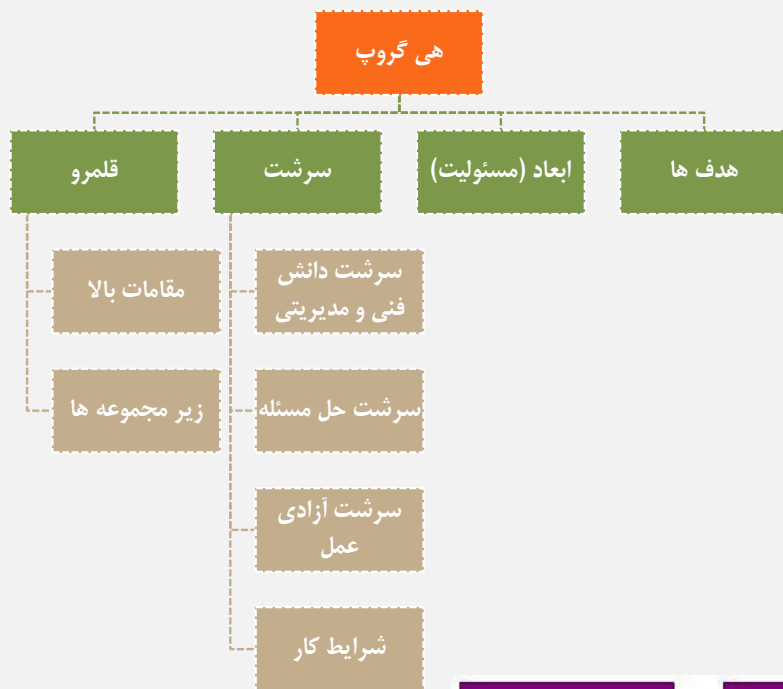 هی گروپ
هدف ها
ابعاد (مسئولیت)
سرشت
قلمرو
سرشت دانش
فنی و مدیریتی
سرشت حل مسئله
سرشت آزادی
عمل
شرایط کار
مقامات بالا
زیر مجموعه ها